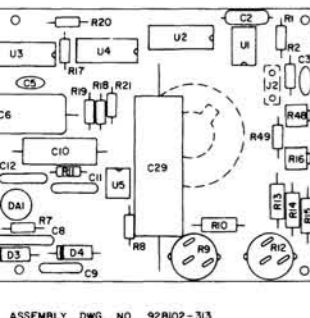 R20
C2
R1
U3
U4
U2
U1
R2
R17
C5
J2
C3
R19
R18
R21
C6
R48
R49
C10
C29
R16
C12
R11
C11
U5
DA1
R13
R14
R15
R7
C8
R8
R10
R9
R12
D3
D4
C9
ASSEMBLY DWG. NO. 928102-313